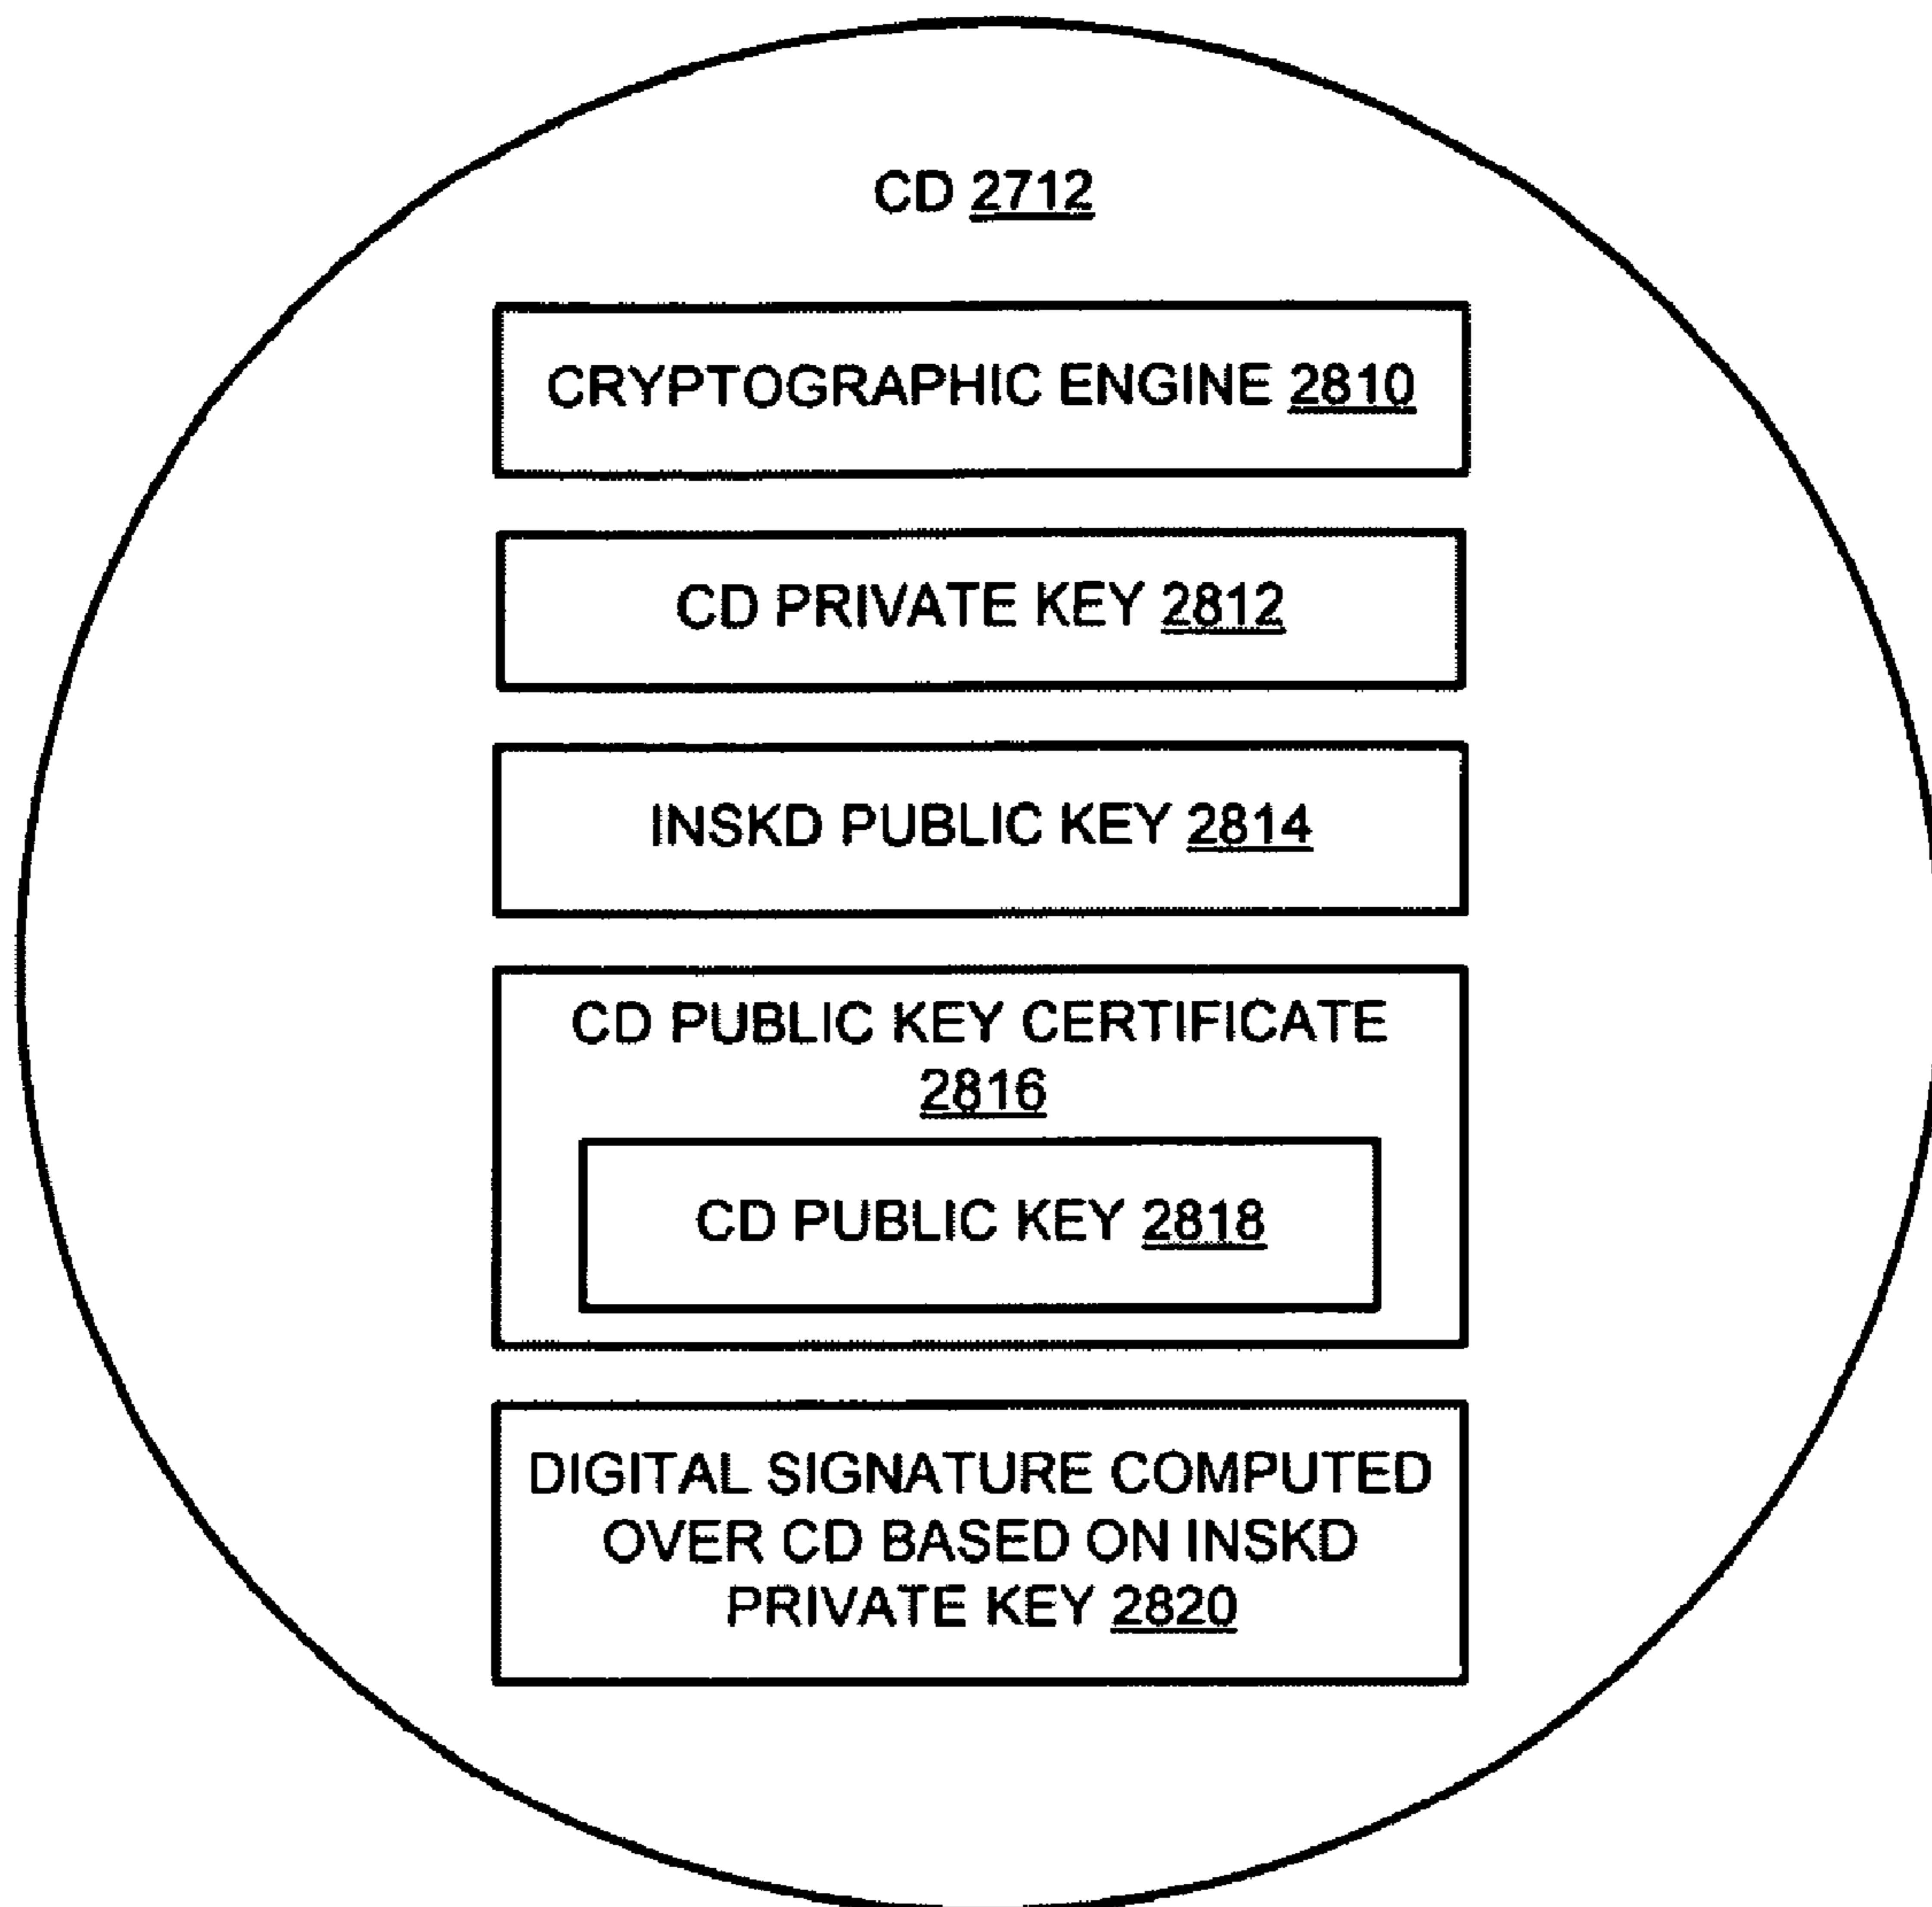 CD 2712
CRYPTOGRAPHIC ENGINE 2810
CD PRIVATE KEY 2812
INSKD PUBLIC KEY 2814
CD PUBLIC KEY CERTIFICATE
2816
CD PUBLIC KEY 2818
DIGITAL SIGNATURE COMPUTED
OVER CD BASED ON INSKD
PRIVATE KEY 2820